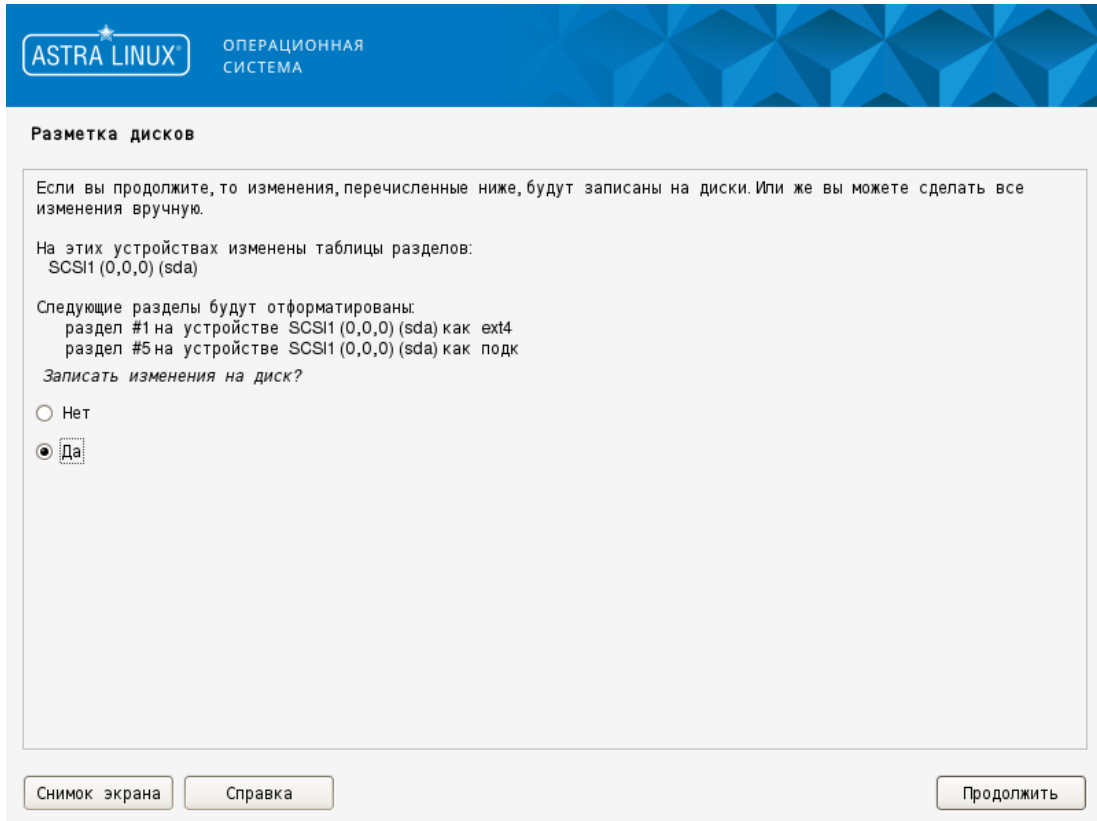 ASTRA LINUX®
ОПЕРАЦИОННАЯ
СИСТЕМА
Разметка дисков
Если вы продолжите, то изменения, перечисленные ниже, будут записаны на диски. Или же вы можете сделать все
изменения вручную.
На этих устройствах изменены таблицы разделов:
SCSI1 (0,0,0) (sda)
Следующие разделы будут отформатированы:
раздел #1 на устройстве SCSI1 (0,0,0) (sda) как ext4
раздел #5 на устройстве SCSI1 (0,0,0) (sda) как подк
Записать изменения на диск?
Нет
Да
Снимок экрана
Справка
Продолжить